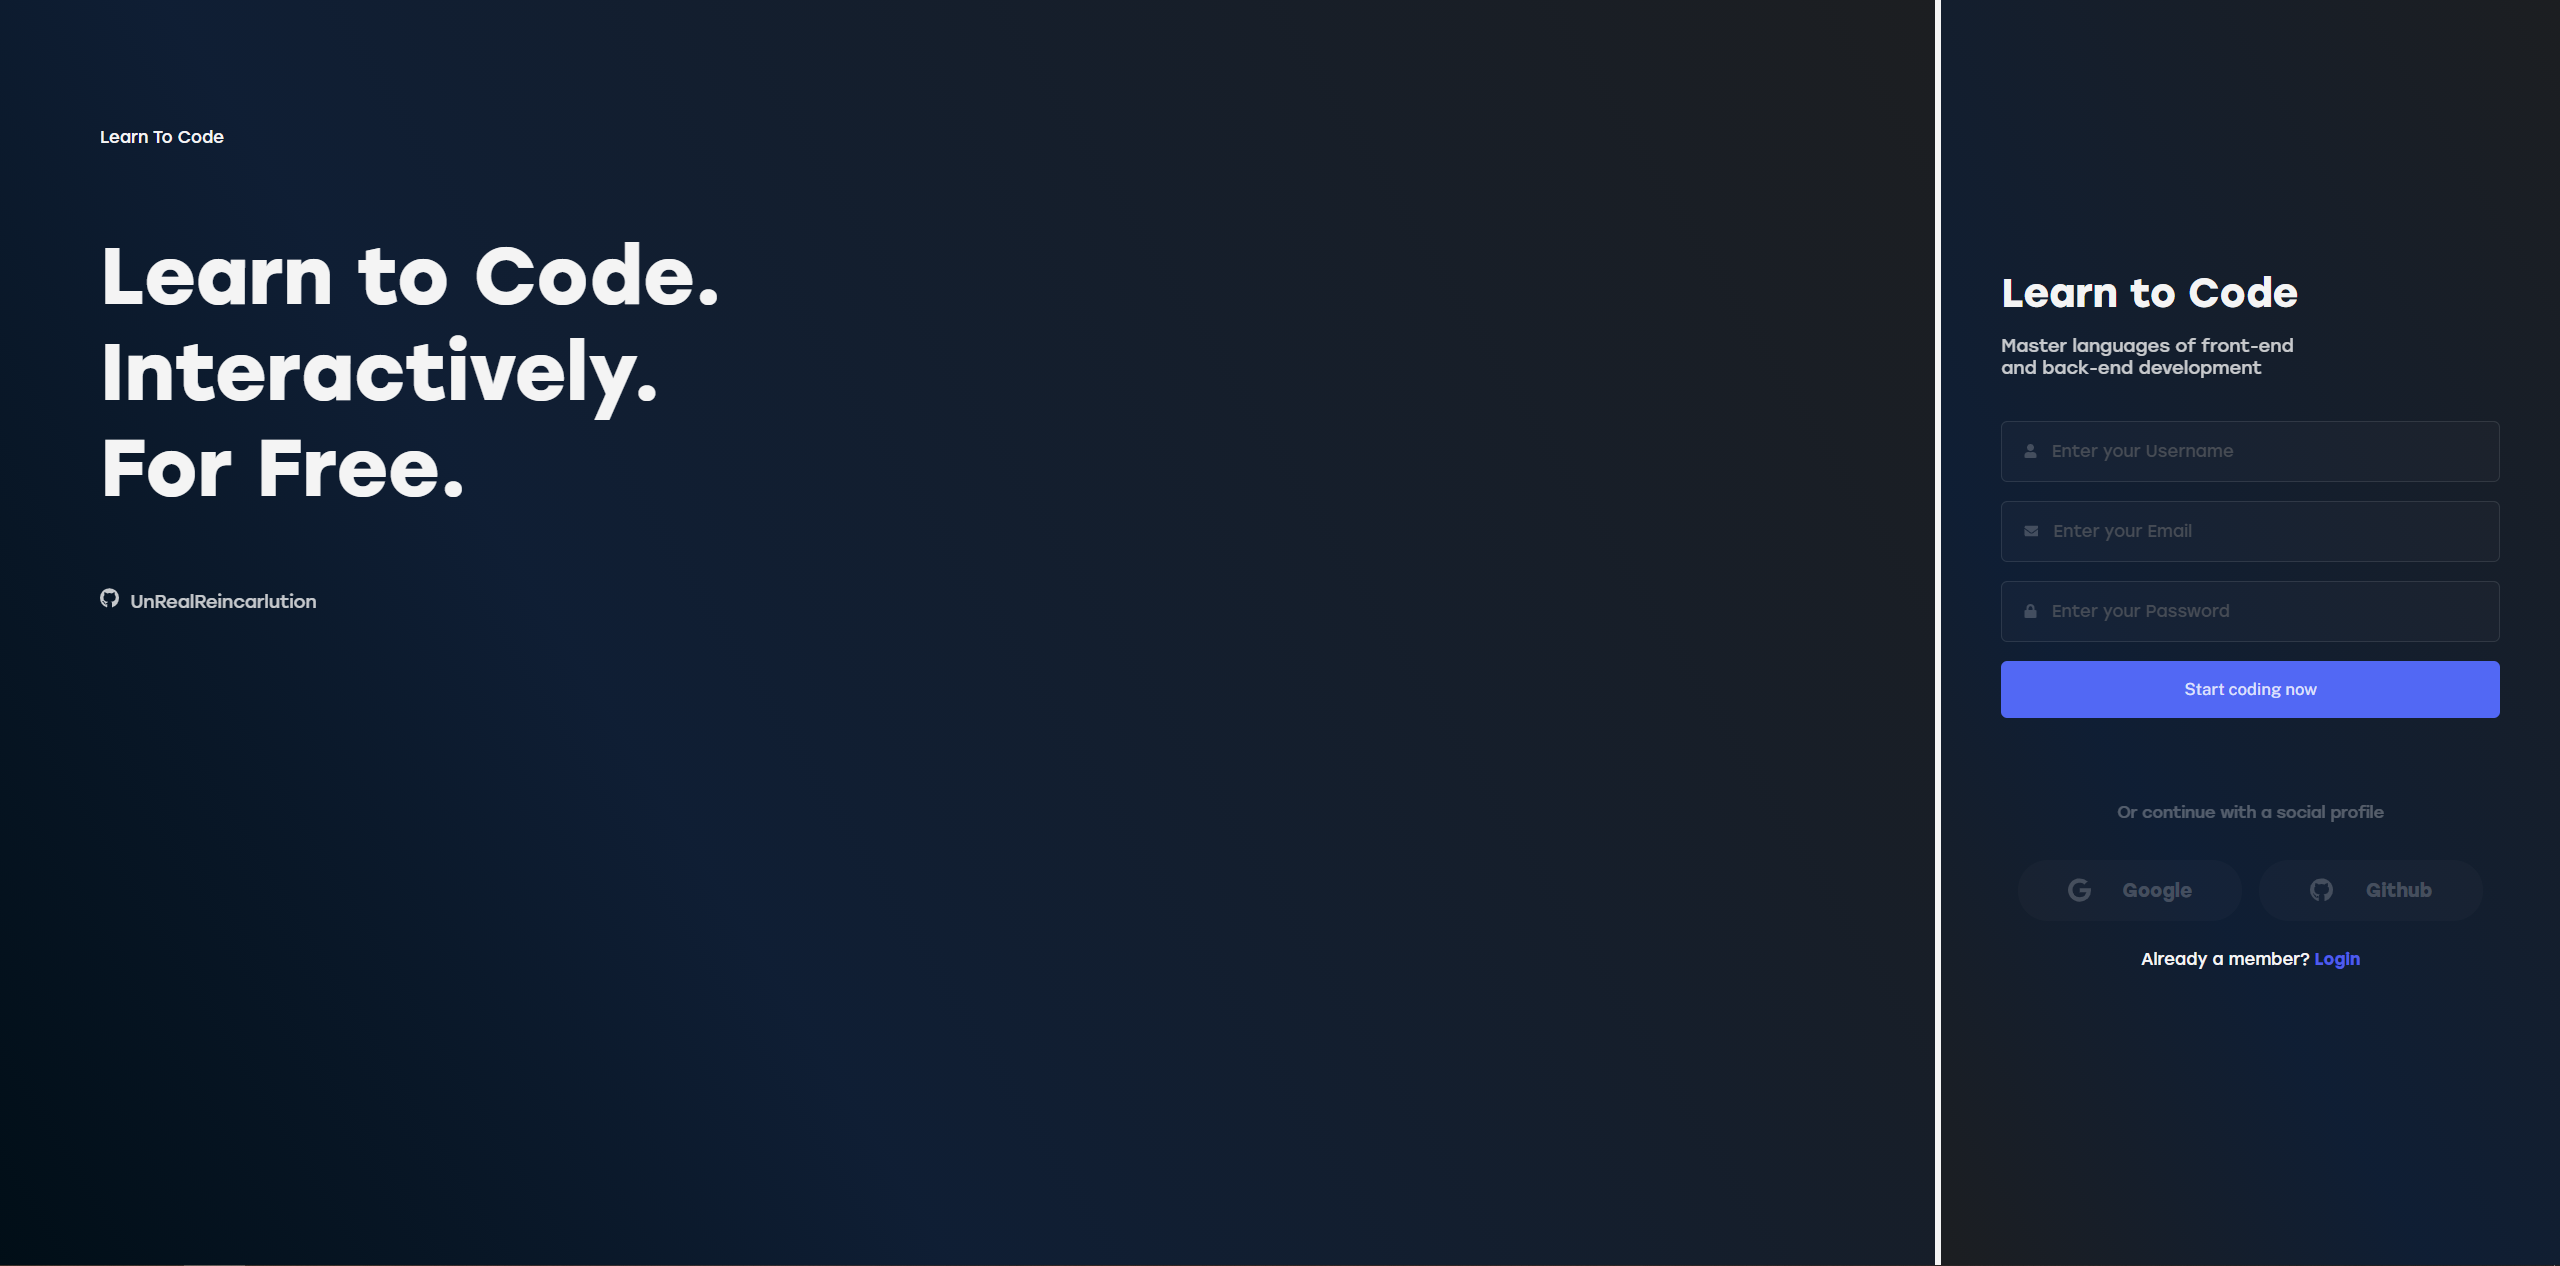 Learn To Code
Learn to Code.
Interactively.
For Free.
UnRealReincarlution
Learn to Code
Master languages of front-end
and back-end development
Enter your Username
Enter your Email
Enter your Password
Start coding now
Or continue with a social profile
Google
Github
Already a member? Login